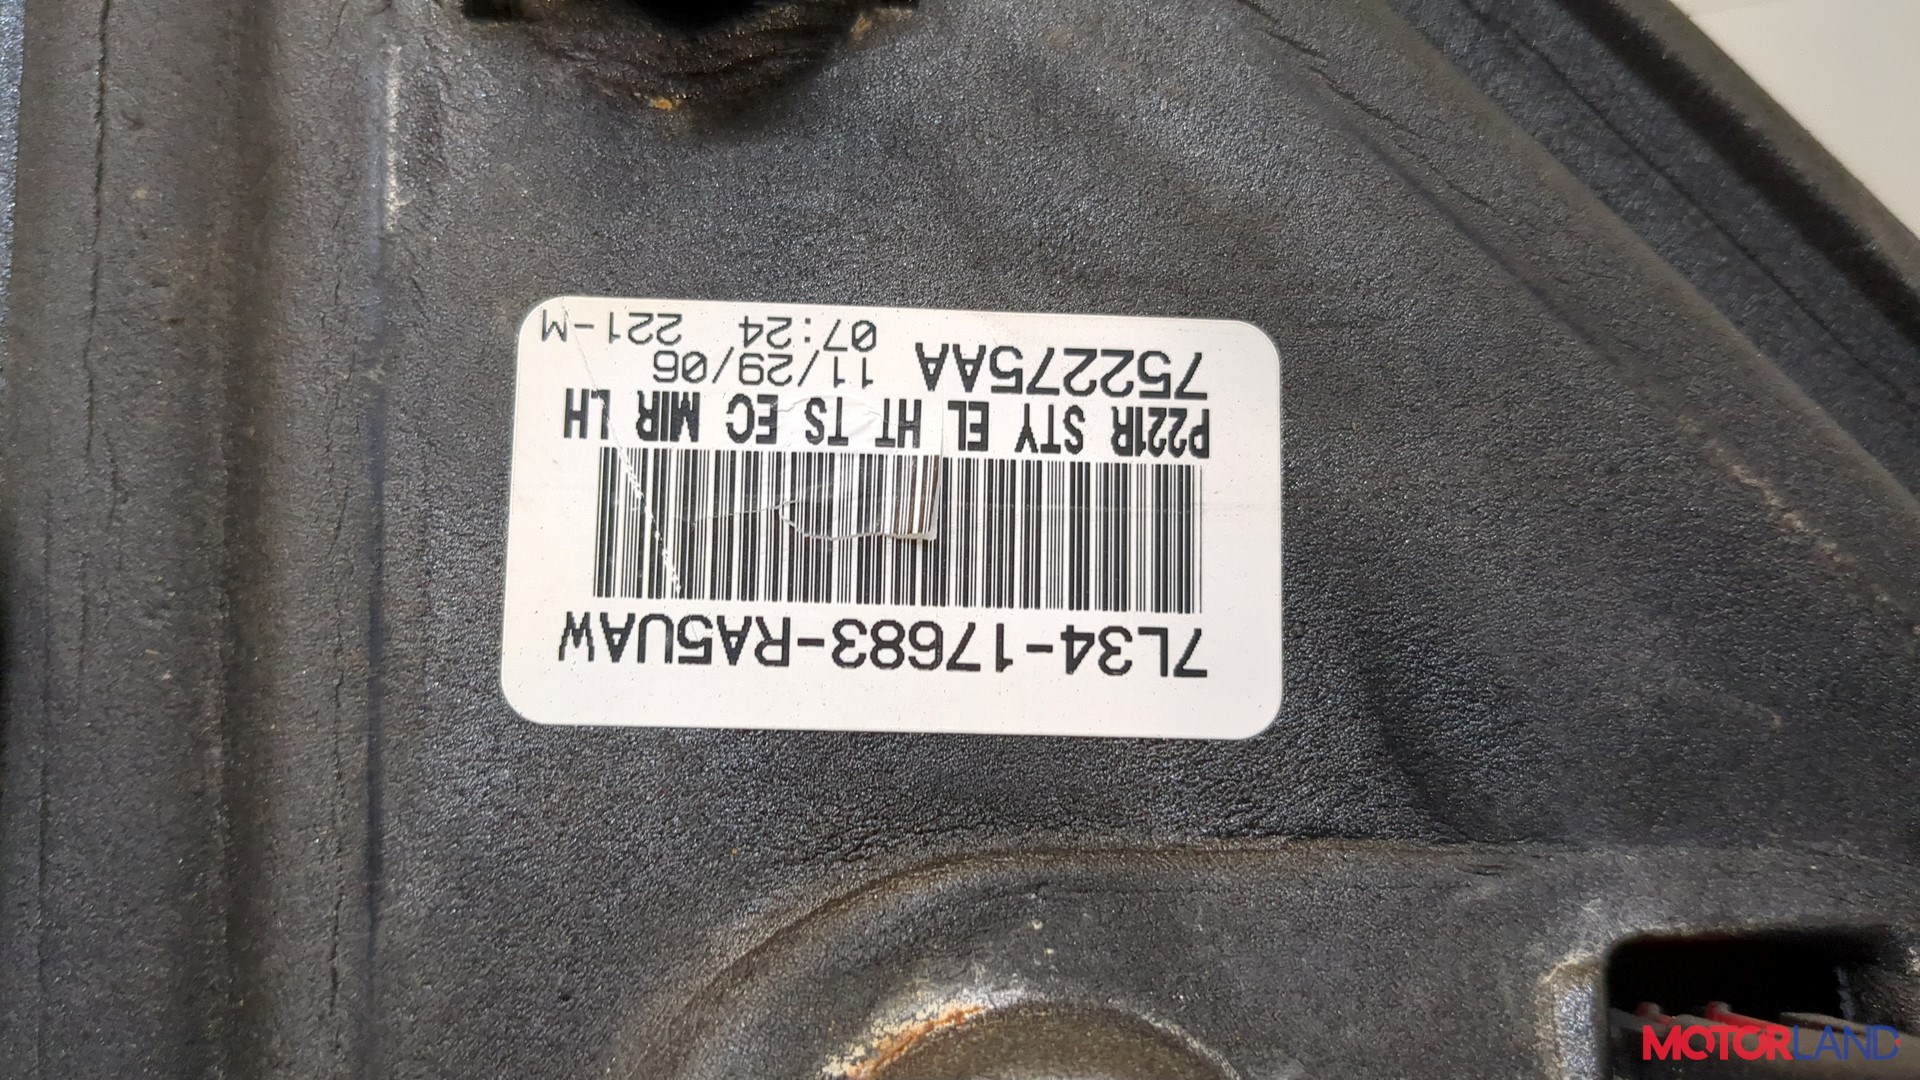 7L34-17683-RA5UAW
P221R STY EL HT TS EC MIR LH
752275AA 11/29/06
07:24 221-M
MOTORLAND